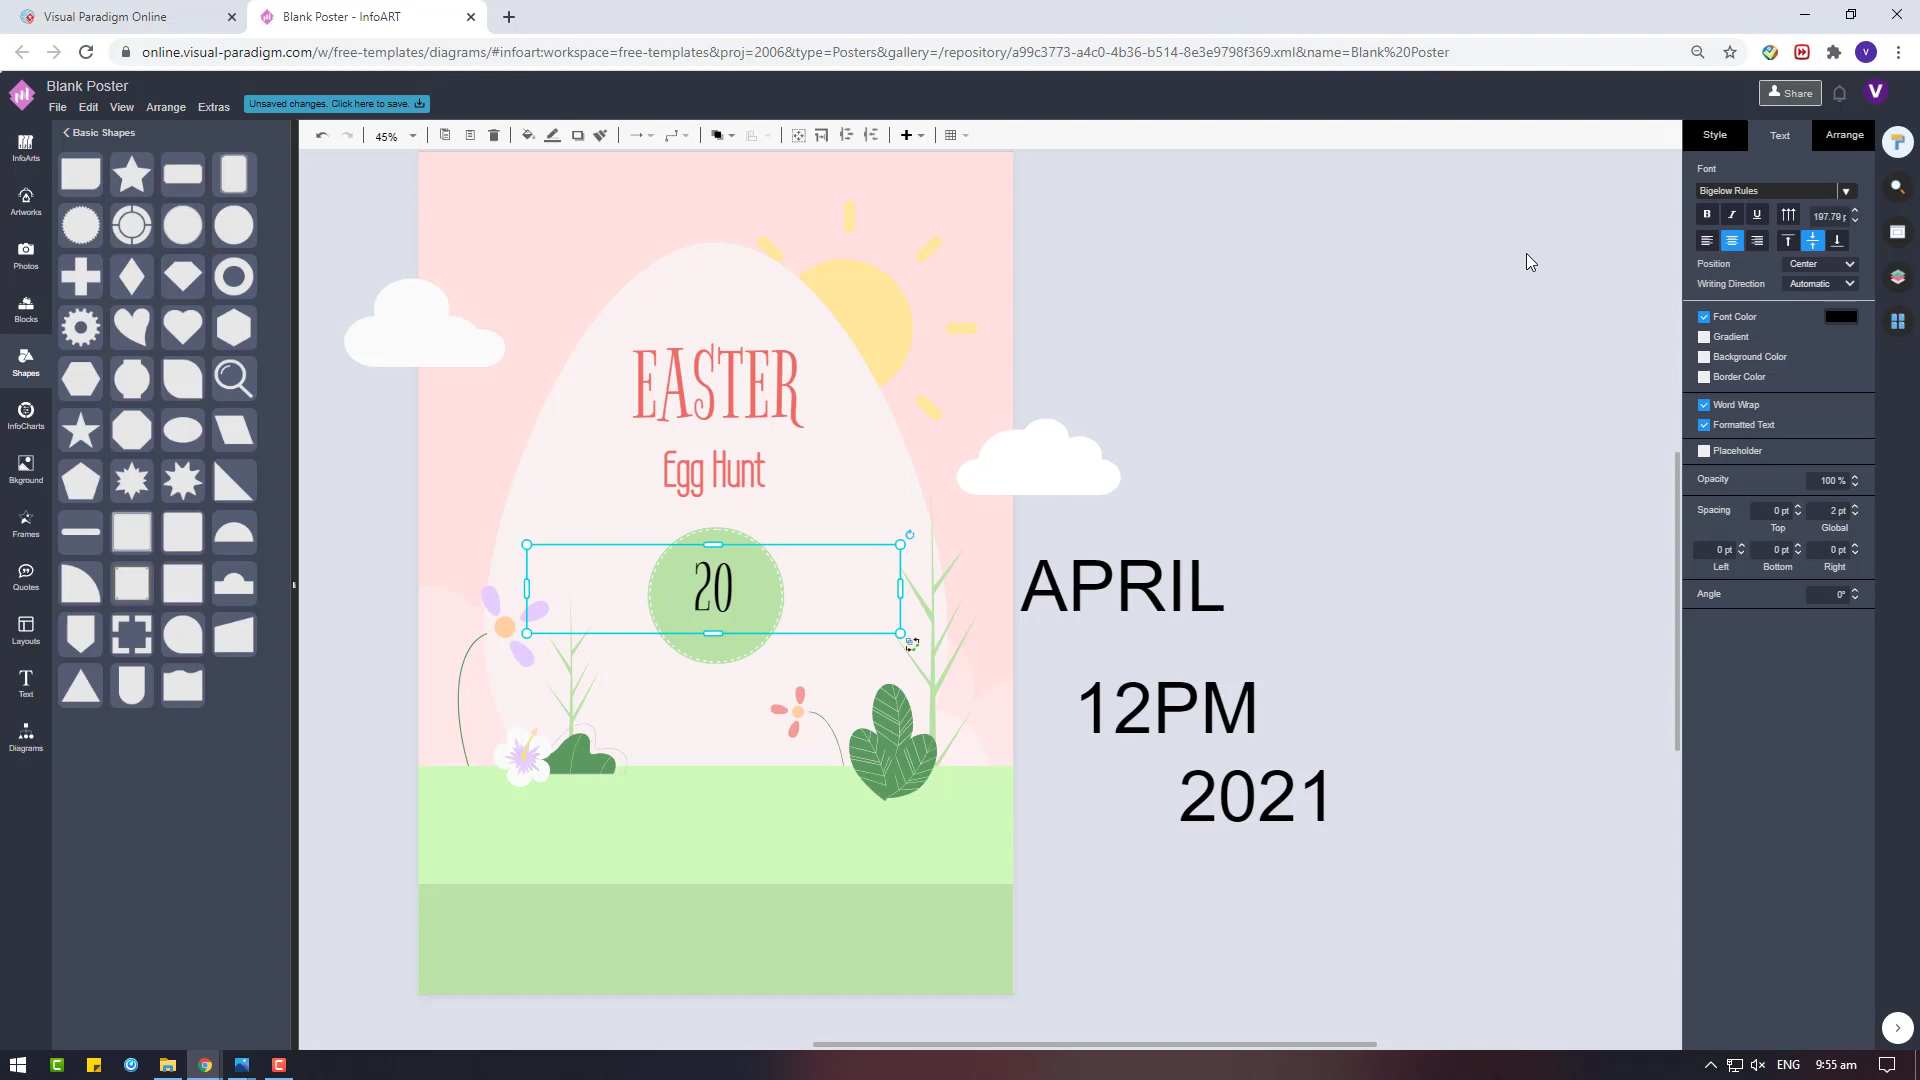 Visual Paradigm Online
Blank Poster - InfoART
online.visual-paradigm.com/w/free-templates/diagrams/#infoart:workspace=free-templates&proj=2006&type=Posters&gallery=/repository/a99c3773-a4c0-4b36-b514-8e3e9798f369.xml&name=Blank%20Poster
V
Blank Poster
File Edit View Arrange Extras
Unsaved changes. Click here to save.
Share
V
InfoArts
Artworks
Photos
Blocks
Shapes
InfoCharts
Bkground
Frames
Quotes
Layouts
Text
Diagrams
Basic Shapes
45%
EASTER
Egg Hunt
20
APRIL
12PM
2021
Style Text Arrange
Font
Bigelow Rules
B I U 197.79 p
Position Center
Writing Direction Automatic
Font Color
Gradient
Background Color
Border Color
Word Wrap
Formatted Text
Placeholder
Opacity 100 %
Spacing 0 pt 2 pt
Top Global
0 pt 0 pt 0 pt
Left Bottom Right
Angle 0°
ENG
9:55 am